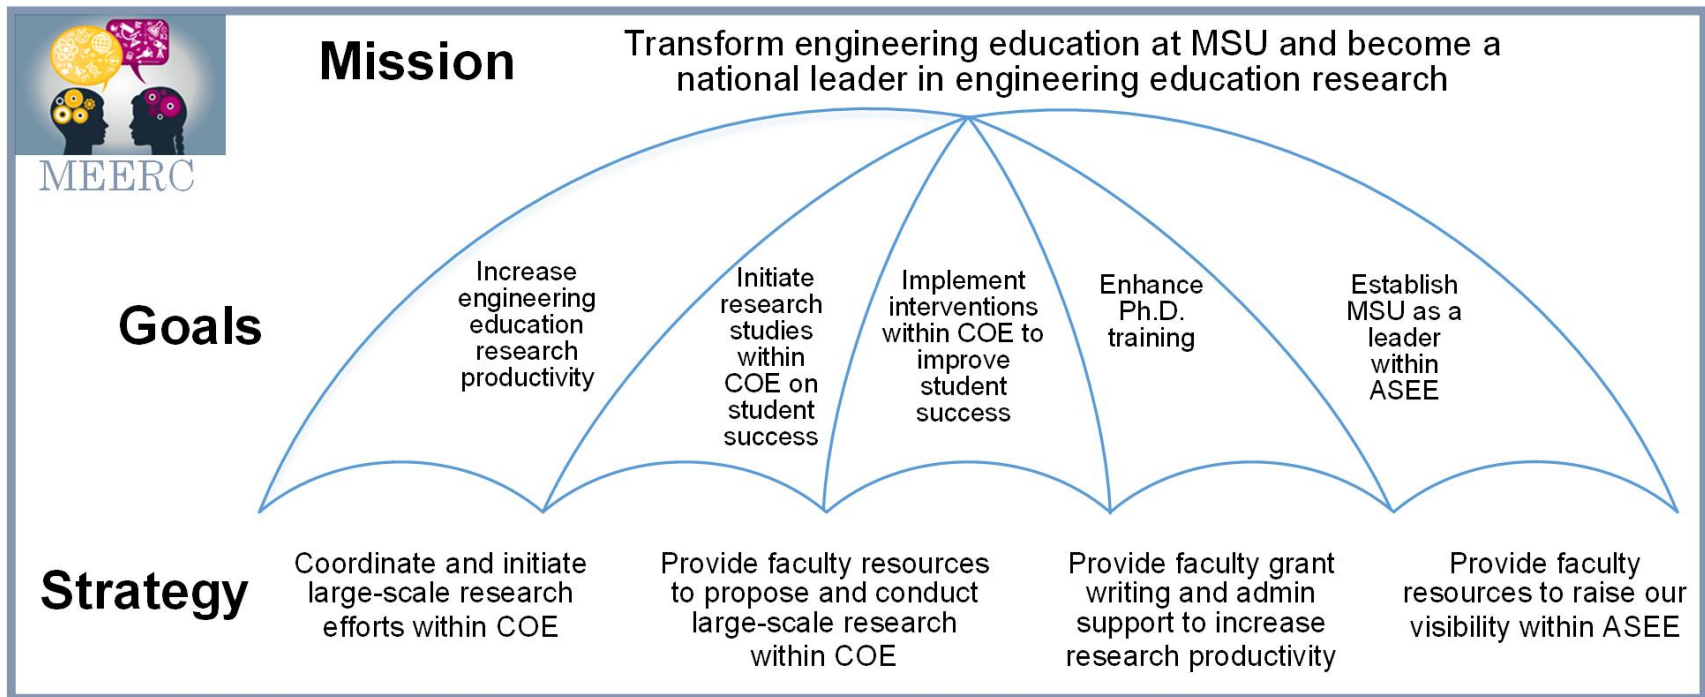 MEERC
Mission
Transform engineering education at MSU and become a
national leader in engineering education research
Goals
Increase
engineering
education
research
productivity
Initiate
research
studies
within
COE on
student
success
Implement
interventions
within COE to
improve
student
success
Enhance
Ph.D.
training
Establish
MSU as a
leader
within
ASEE
Strategy
Coordinate and initiate
large-scale research
efforts within COE
Provide faculty resources
to propose and conduct
large-scale research
within COE
Provide faculty grant
writing and admin
support to increase
research productivity
Provide faculty
resources to raise our
visibility within ASEE